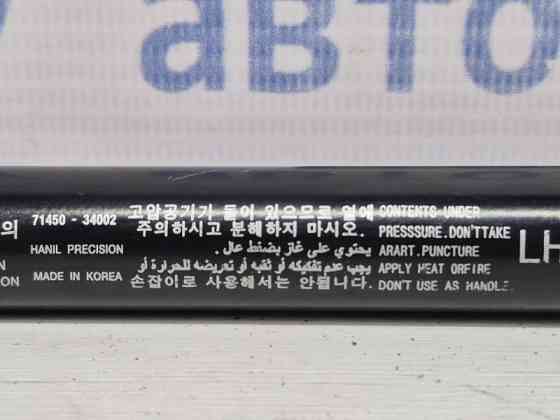 авто
의
71450 - 34002
HANIL PRECISION
N
MADE IN KOREA
ON
고압공기가 들어 있으므로 열에
주의하시고 분해하지 마시오.
يحتوي على غاز بضغط عال .
يجب عدم تفكيكه أو ثقبه أو تعريضه للحرارة أو
손잡이로 사용해서는 안됩니다.
CONTENTS UNDER
PRESSSURE.DON'TTAKE
ARART.PUNCTURE
APPLY HEAT ORFIRE
DON'T USE AS HANDLE.
LH